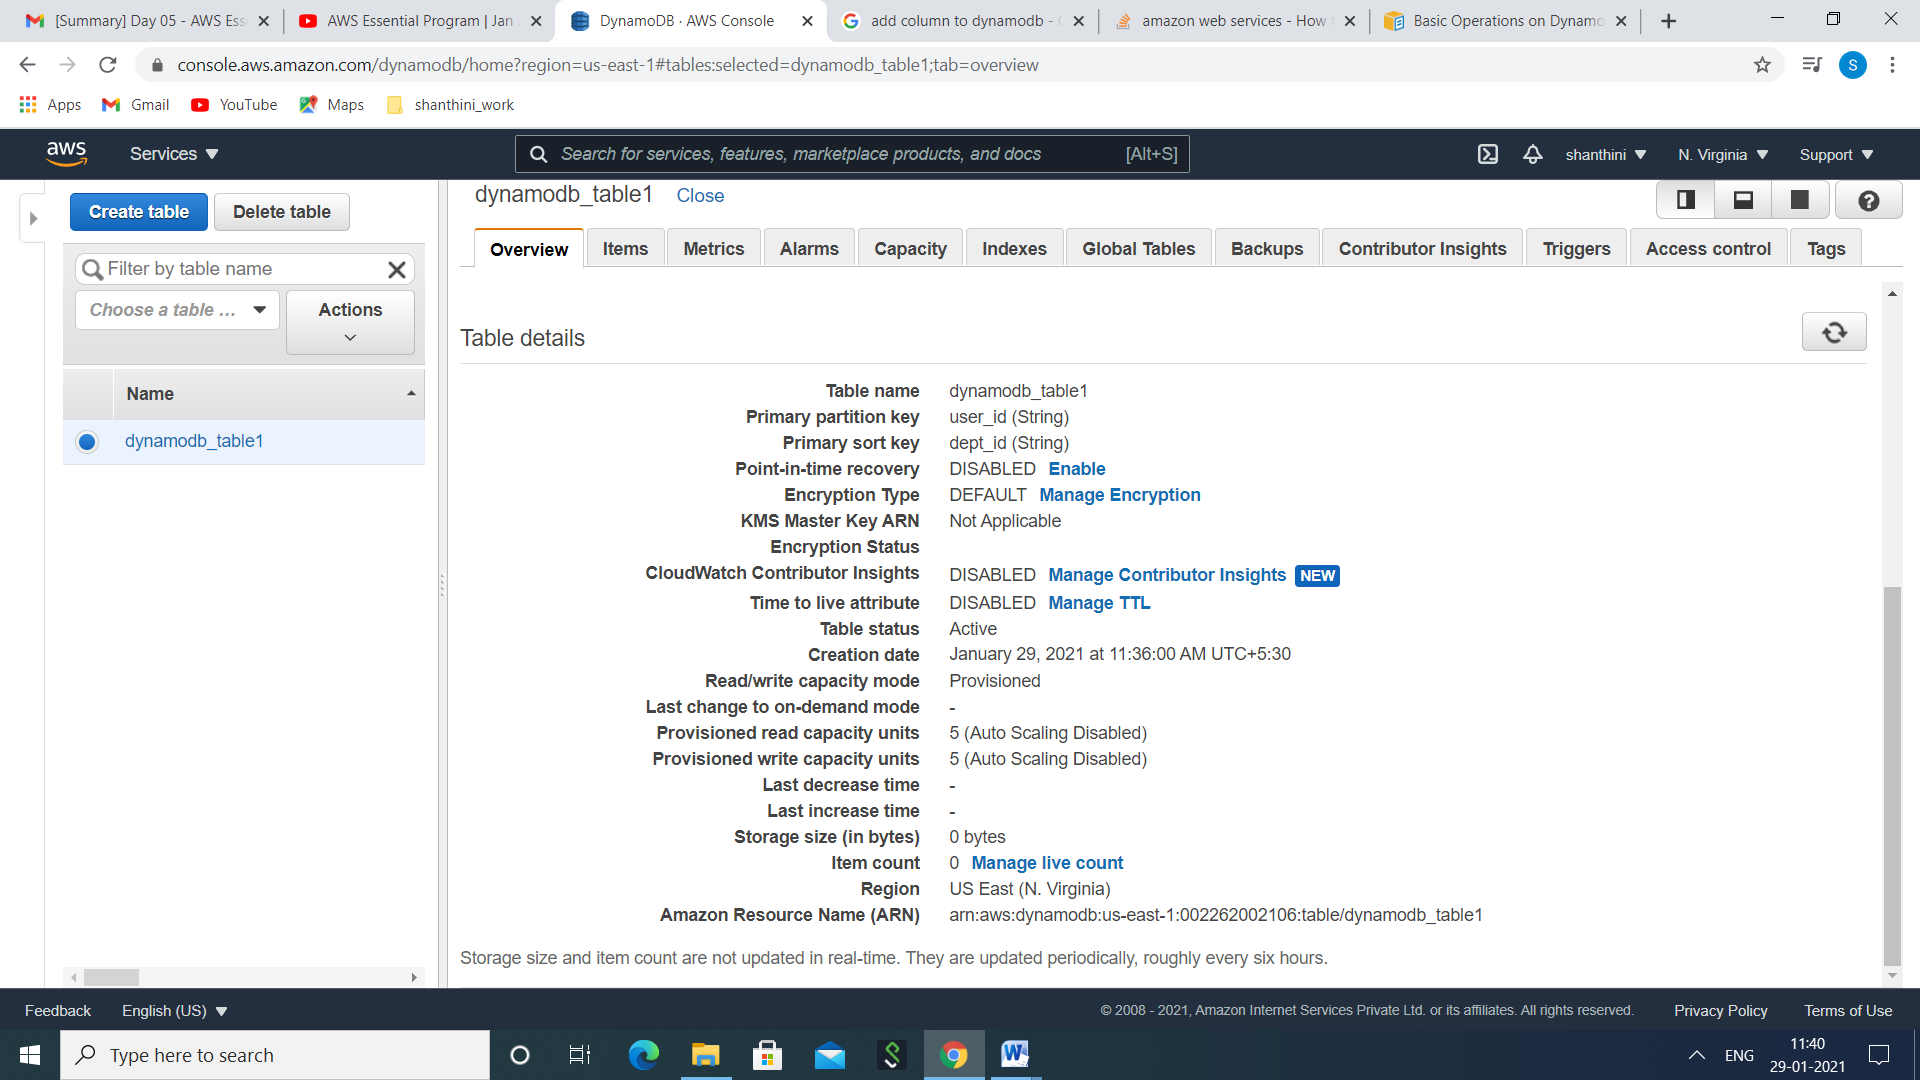 [Summary] Day 05 - AWS Ess
AWS Essential Program | Jan
DynamoDB · AWS Console
add column to dynamodb -
amazon web services - How
Basic Operations on Dynamo
console.aws.amazon.com/dynamodb/home?region=us-east-1#tables:selected=dynamodb_table1;tab=overview
S
Apps
Gmail
YouTube
Maps
shanthini_work
aws
Services
Search for services, features, marketplace products, and docs
[Alt+S]
shanthini
N. Virginia
Support
Create table
Delete table
Filter by table name
Choose a table ...
Actions
Name
dynamodb_table1
dynamodb_table1 Close
Overview
Items
Metrics
Alarms
Capacity
Indexes
Global Tables
Backups
Contributor Insights
Triggers
Access control
Tags
Table details
Table name dynamodb_table1
Primary partition key user_id (String)
Primary sort key dept_id (String)
Point-in-time recovery DISABLED Enable
Encryption Type DEFAULT Manage Encryption
KMS Master Key ARN Not Applicable
Encryption Status
CloudWatch Contributor Insights DISABLED Manage Contributor Insights NEW
Time to live attribute DISABLED Manage TTL
Table status Active
Creation date January 29, 2021 at 11:36:00 AM UTC+5:30
Read/write capacity mode Provisioned
Last change to on-demand mode -
Provisioned read capacity units 5 (Auto Scaling Disabled)
Provisioned write capacity units 5 (Auto Scaling Disabled)
Last decrease time -
Last increase time -
Storage size (in bytes) 0 bytes
Item count 0 Manage live count
Region US East (N. Virginia)
Amazon Resource Name (ARN) arn:aws:dynamodb:us-east-1:002262002106:table/dynamodb_table1
Storage size and item count are not updated in real-time. They are updated periodically, roughly every six hours.
Feedback
English (US)
© 2008 - 2021, Amazon Internet Services Private Ltd. or its affiliates. All rights reserved.
Privacy Policy
Terms of Use
Type here to search
ENG
11:40
29-01-2021